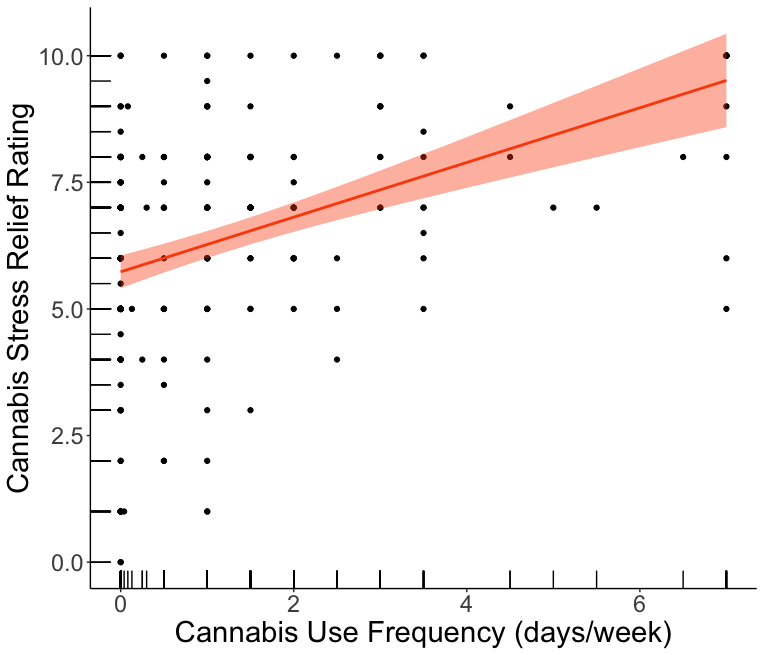 Cannabis Stress Relief Rating
10.0
7.5
5.0
2.5
0.0
0 2 4 6
Cannabis Use Frequency (days/week)